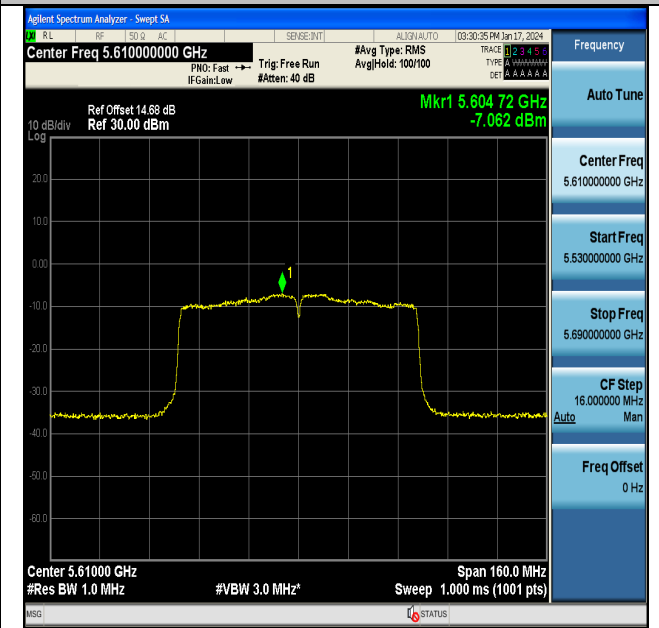 Agilent Spectrum Analyzer - Swept SA
LXI RL RF 50 Ω AC SENSE:INT ALIGN AUTO 03:30:35 PM Jan 17, 2024
Center Freq 5.610000000 GHz
PNO: Fast
IFGain:Low
Trig: Free Run
#Atten: 40 dB
#Avg Type: RMS
Avg|Hold: 100/100
TRACE 1 2 3 4 5 6
TYPE A WWWWW
DET A A A A A A
Frequency
Auto Tune
Mkr1 5.604 72 GHz
-7.062 dBm
Ref Offset 14.68 dB
10 dB/div Ref 30.00 dBm
Log
20.0
10.0
0.00
-10.0
-20.0
-30.0
-40.0
-50.0
-60.0
1
Center Freq
5.610000000 GHz
Start Freq
5.530000000 GHz
Stop Freq
5.690000000 GHz
CF Step
16.000000 MHz
Auto Man
Freq Offset
0 Hz
Center 5.61000 GHz Span 160.0 MHz
#Res BW 1.0 MHz #VBW 3.0 MHz* Sweep 1.000 ms (1001 pts)
MSG STATUS